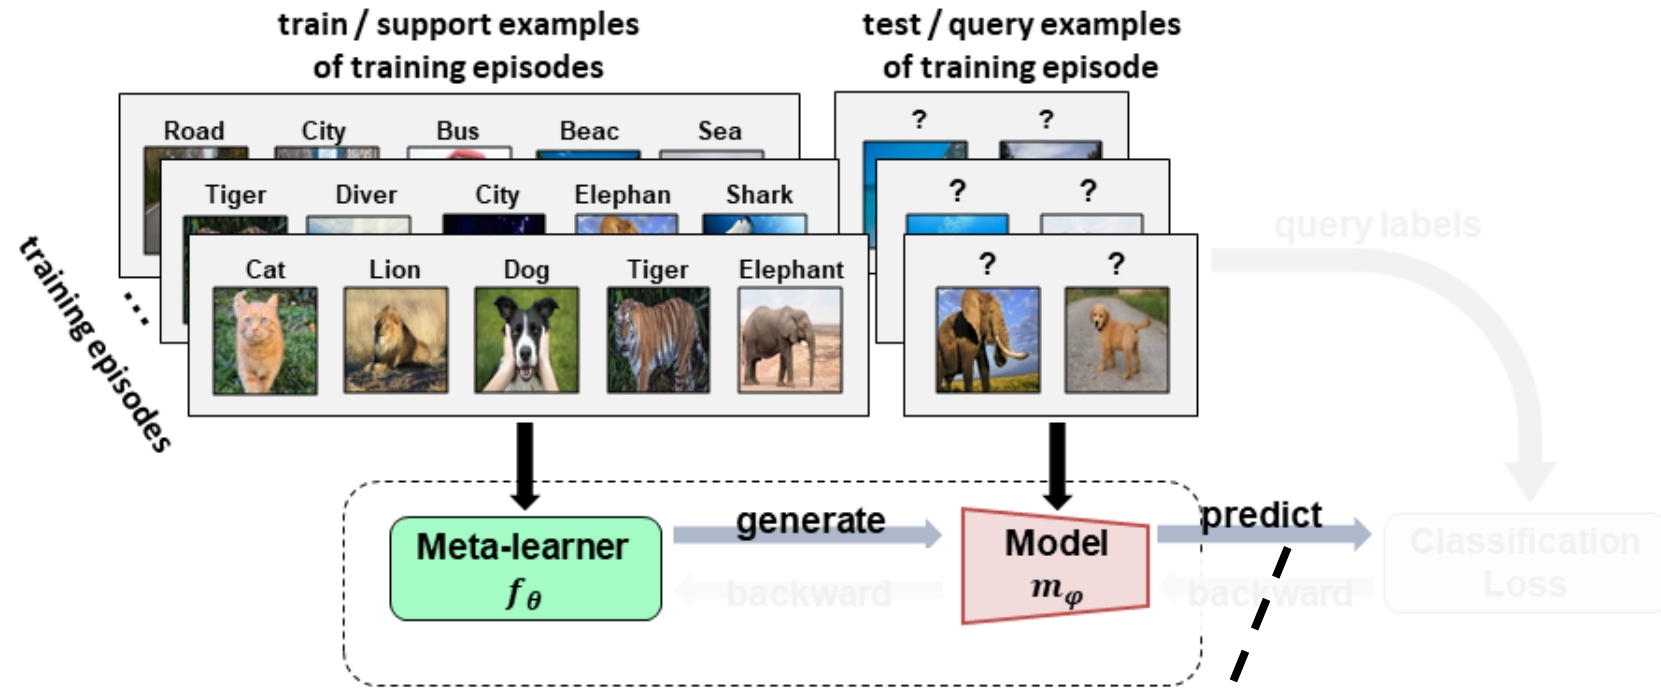 train / support examples
of training episodes
test / query examples
of training episode
Road City Bus Beac Sea
? ?
Tiger Diver City Elephan Shark
? ?
Cat Lion Dog Tiger Elephant
? ?
training episodes
...
query labels
Meta-learner
f_θ
generate
backward
Model
m_φ
predict
backward
Classification
Loss